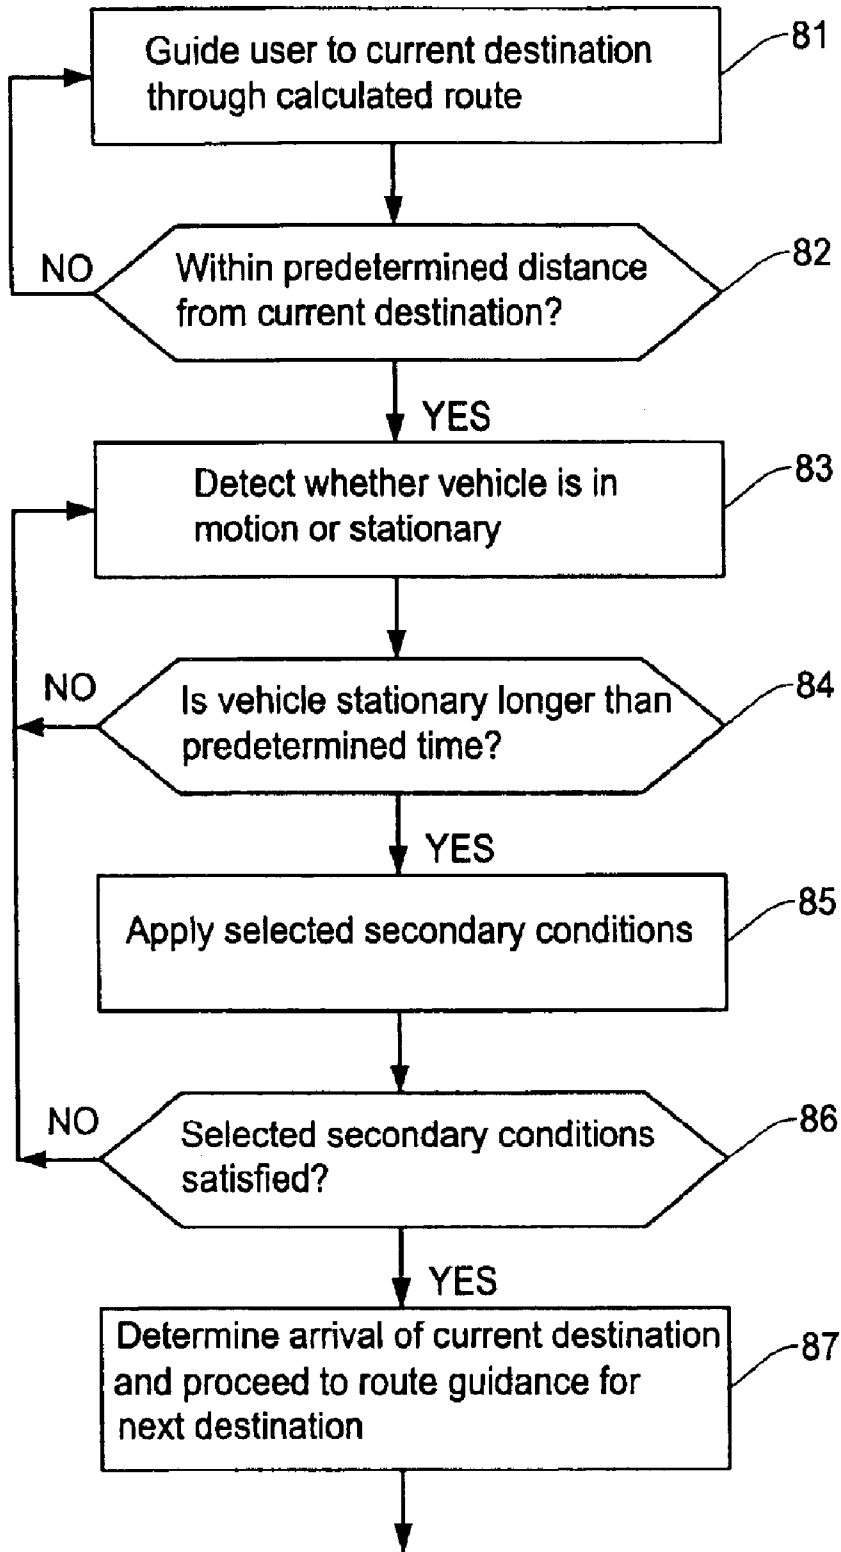 81
Guide user to current destination
through calculated route
82
NO
Within predetermined distance
from current destination?
YES
83
Detect whether vehicle is in
motion or stationary
84
NO
Is vehicle stationary longer than
predetermined time?
YES
85
Apply selected secondary conditions
86
NO
Selected secondary conditions
satisfied?
YES
87
Determine arrival of current destination
and proceed to route guidance for
next destination